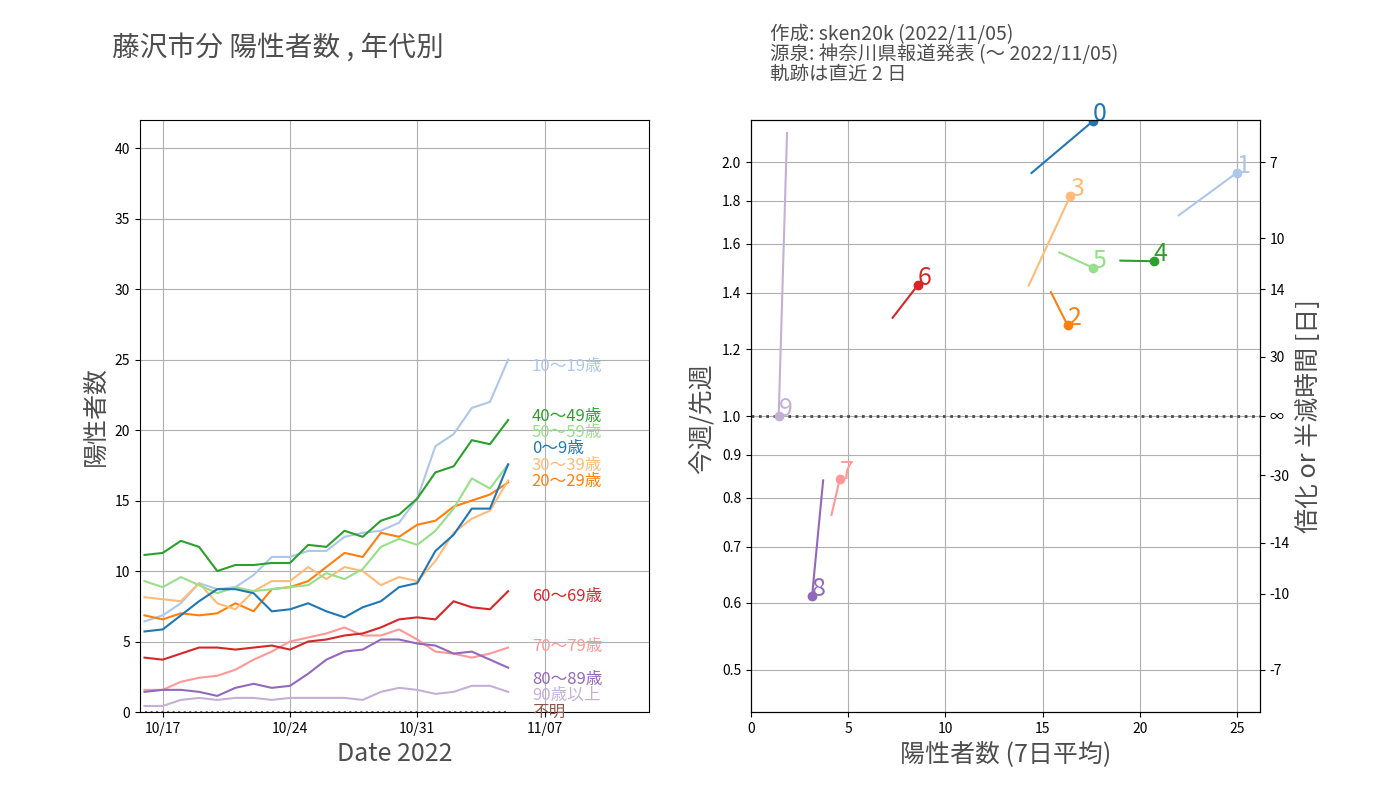 藤沢市分 陽性者数 , 年代別
作成: sken20k (2022/11/05)
源泉: 神奈川県報道発表 (〜 2022/11/05)
軌跡は直近 2 日
陽性者数
40
35
30
25
20
15
10
5
0
10/17
10/24
10/31
11/07
Date 2022
10〜19歳
40〜49歳
50〜59歳
0〜9歳
30〜39歳
20〜29歳
60〜69歳
70〜79歳
80〜89歳
90歳以上
不明
今週/先週
2.0
1.8
1.6
1.4
1.2
1.0
0.9
0.8
0.7
0.6
0.5
0
1
3
5
4
6
2
9
7
8
0
5
10
15
20
25
陽性者数 (7日平均)
7
10
14
30
∞
-30
-14
-10
-7
倍化 or 半減時間 [日]